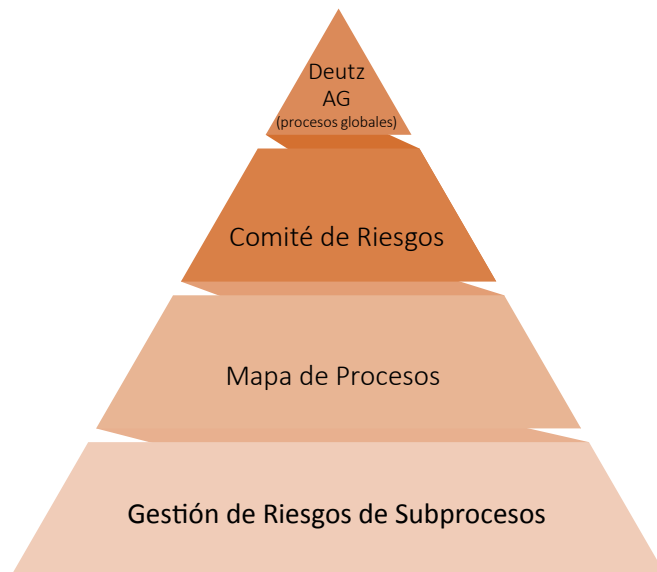 Deutz
AG
(procesos globales)
Comité de Riesgos
Mapa de Procesos
Gestión de Riesgos de Subprocesos